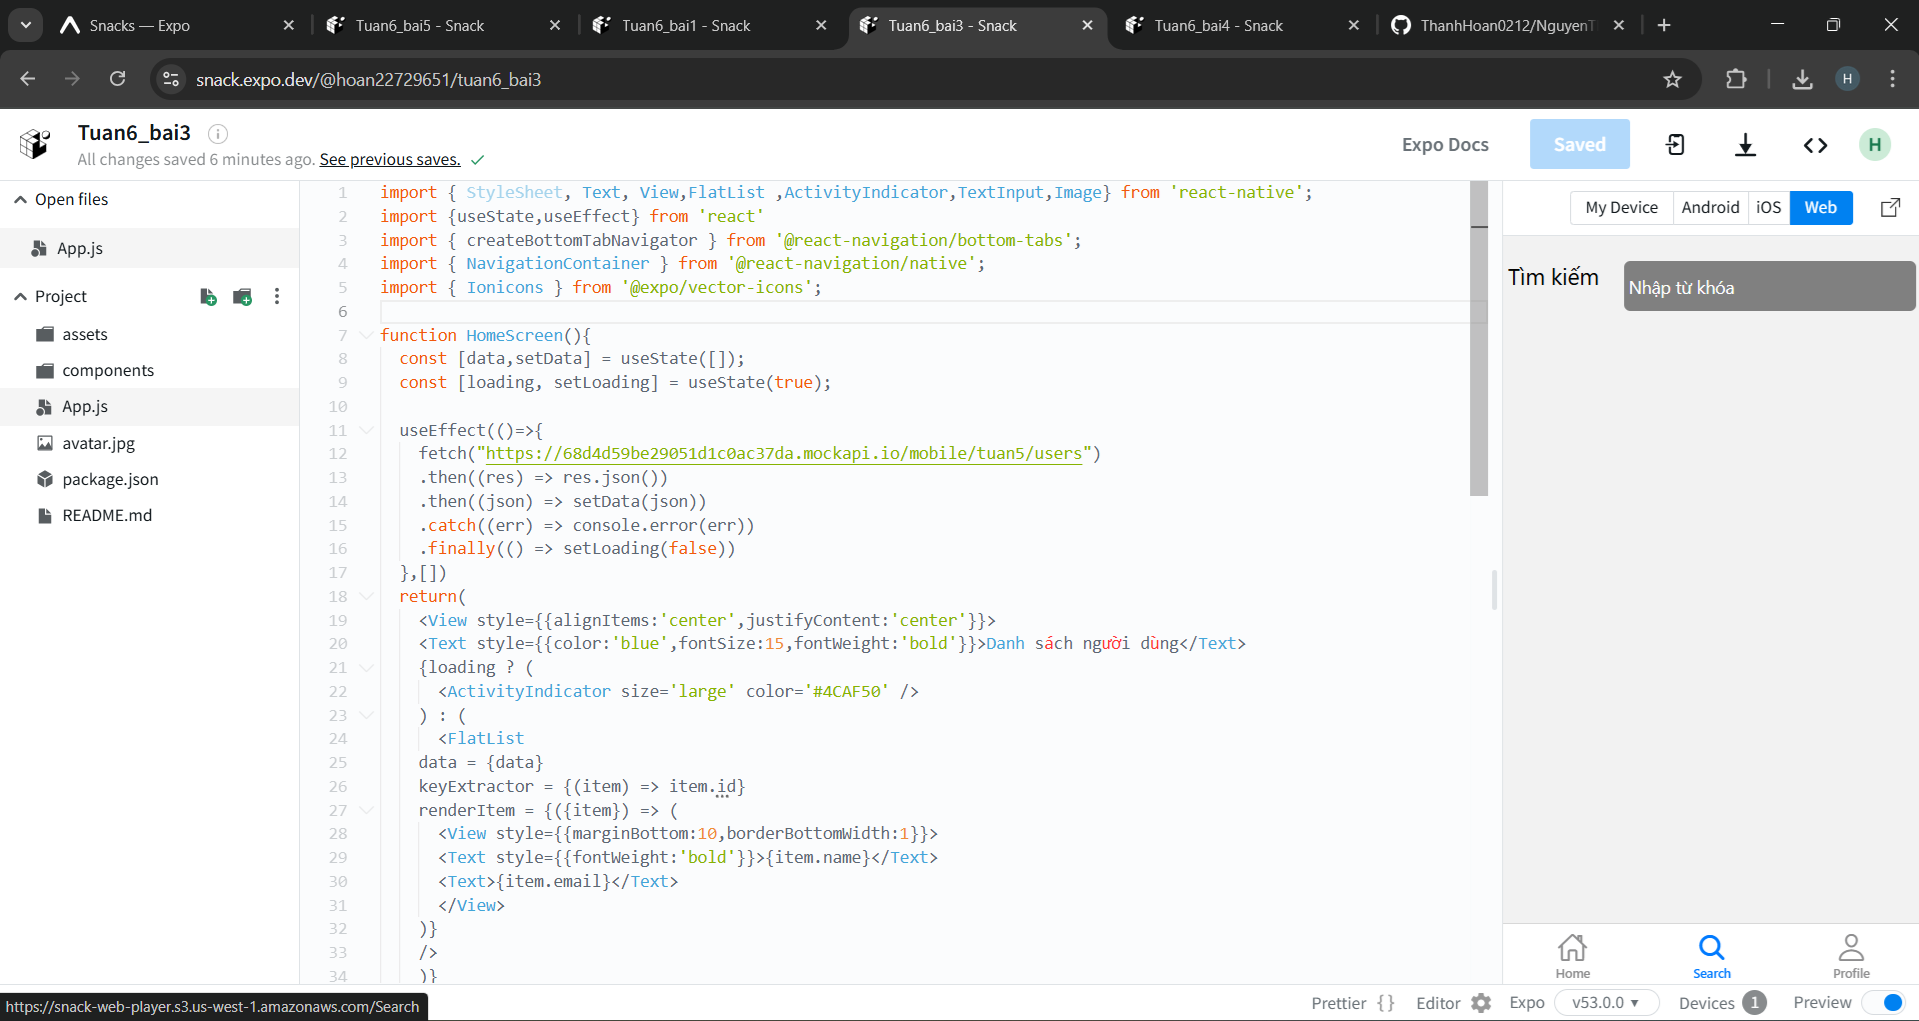 Snacks — Expo
Tuan6_bai5 - Snack
Tuan6_bai1 - Snack
Tuan6_bai3 - Snack
Tuan6_bai4 - Snack
ThanhHoan0212/NguyenT
snack.expo.dev/@hoan22729651/tuan6_bai3
H
Tuan6_bai3
All changes saved 6 minutes ago. See previous saves.
Expo Docs
Saved
H
Open files
App.js
Project
assets
components
App.js
avatar.jpg
package.json
README.md
1 import { StyleSheet, Text, View,FlatList ,ActivityIndicator,TextInput,Image} from 'react-native';
2 import {useState,useEffect} from 'react'
3 import { createBottomTabNavigator } from '@react-navigation/bottom-tabs';
4 import { NavigationContainer } from '@react-navigation/native';
5 import { Ionicons } from '@expo/vector-icons';
6
7 function HomeScreen(){
8 const [data,setData] = useState([]);
9 const [loading, setLoading] = useState(true);
10
11 useEffect(()=>{
12 fetch("https://68d4d59be29051d1c0ac37da.mockapi.io/mobile/tuan5/users")
13 .then((res) => res.json())
14 .then((json) => setData(json))
15 .catch((err) => console.error(err))
16 .finally(() => setLoading(false))
17 },[])
18 return(
19 <View style={{alignItems:'center',justifyContent:'center'}}>
20 <Text style={{color:'blue',fontSize:15,fontWeight:'bold'}}>Danh sách người dùng</Text>
21 {loading ? (
22 <ActivityIndicator size='large' color='#4CAF50' />
23 ) : (
24 <FlatList
25 data = {data}
26 keyExtractor = {(item) => item.id}
27 renderItem = {({item}) => (
28 <View style={{marginBottom:10,borderBottomWidth:1}}>
29 <Text style={{fontWeight:'bold'}}>{item.name}</Text>
30 <Text>{item.email}</Text>
31 </View>
32 )}
33 />
34 )}
My Device
Android
iOS
Web
Tìm kiếm
Nhập từ khóa
Home
Search
Profile
https://snack-web-player.s3.us-west-1.amazonaws.com/Search
Prettier {}
Editor
Expo
v53.0.0
Devices 1
Preview